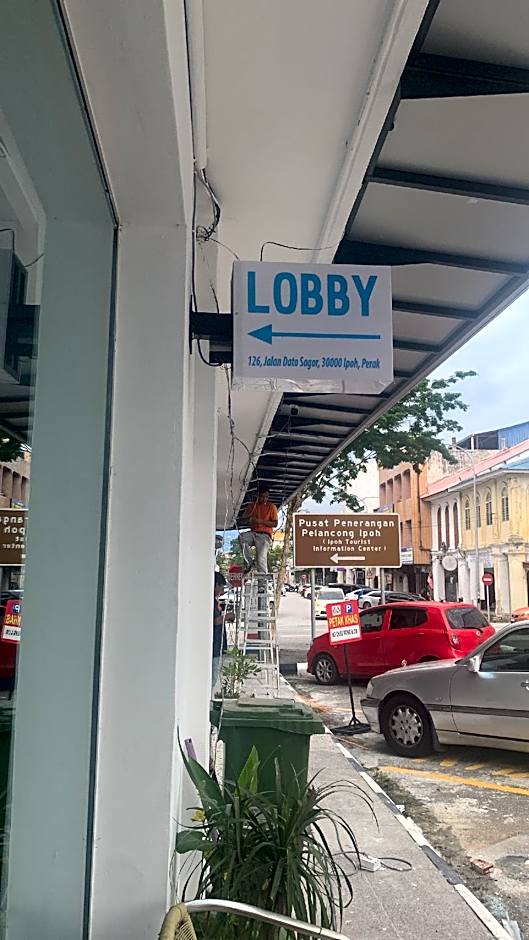 LOBBY
126, Jalan Dato Sagor, 30000 Ipoh, Perak
Pusat Penerangan
Pelancong Ipoh
( Ipoh Tourist
Information Center )
P
PETAK KHAS